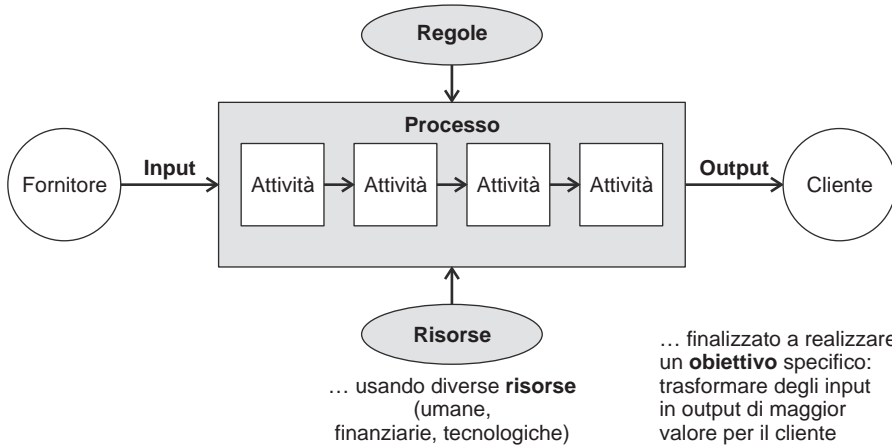 Regole
Processo
Fornitore
Input
Attività
Attività
Attività
Attività
Output
Cliente
Risorse
… usando diverse risorse
(umane,
finanziarie, tecnologiche)
… finalizzato a realizzare
un obiettivo specifico:
trasformare degli input
in output di maggior
valore per il cliente